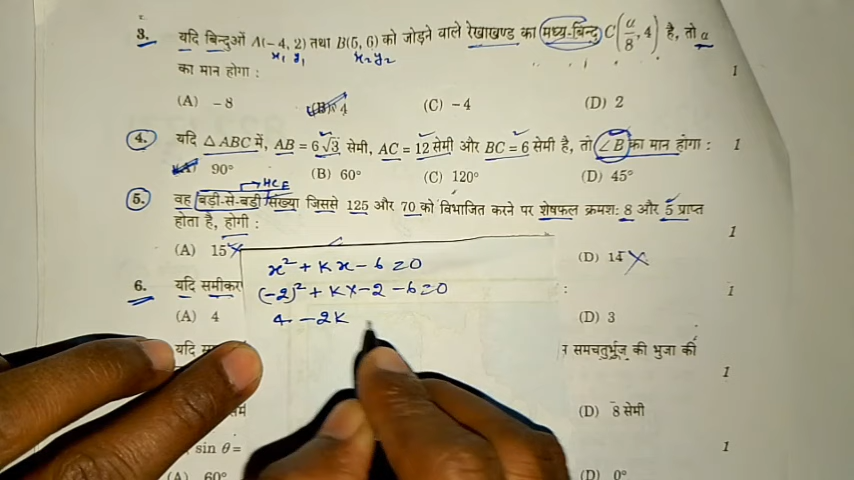 3. यदि बिन्दुओं A(−4, 2) तथा B(5, 6) को जोड़ने वाले रेखाखण्ड का मध्य-बिन्दु C(α/8, 4) है, तो α
x₁ y₁ x₂ y₂
का मान होगा : 1
(A) −8 (B) 4 (C) −4 (D) 2
4. यदि △ABC में, AB = 6√3 सेमी, AC = 12 सेमी और BC = 6 सेमी है, तो ∠B का मान होगा : 1
(A) 90° (B) 60° (C) 120° (D) 45°
HCF
5. वह बड़ी-से-बड़ी संख्या जिससे 125 और 70 को विभाजित करने पर शेषफल क्रमशः 8 और 5 प्राप्त
होता है, होगी : 1
(A) 15 (D) 14
x² + kx − 6 = 0
6. यदि समीकर : 1
(−2)² + k × −2 − 6 = 0
(A) 4 (D) 3
4 − 2k
यदि समचतुर्भुज की भुजा की
1
(D) 8 सेमी
sin θ = 1
(A) 60° (D) 0°